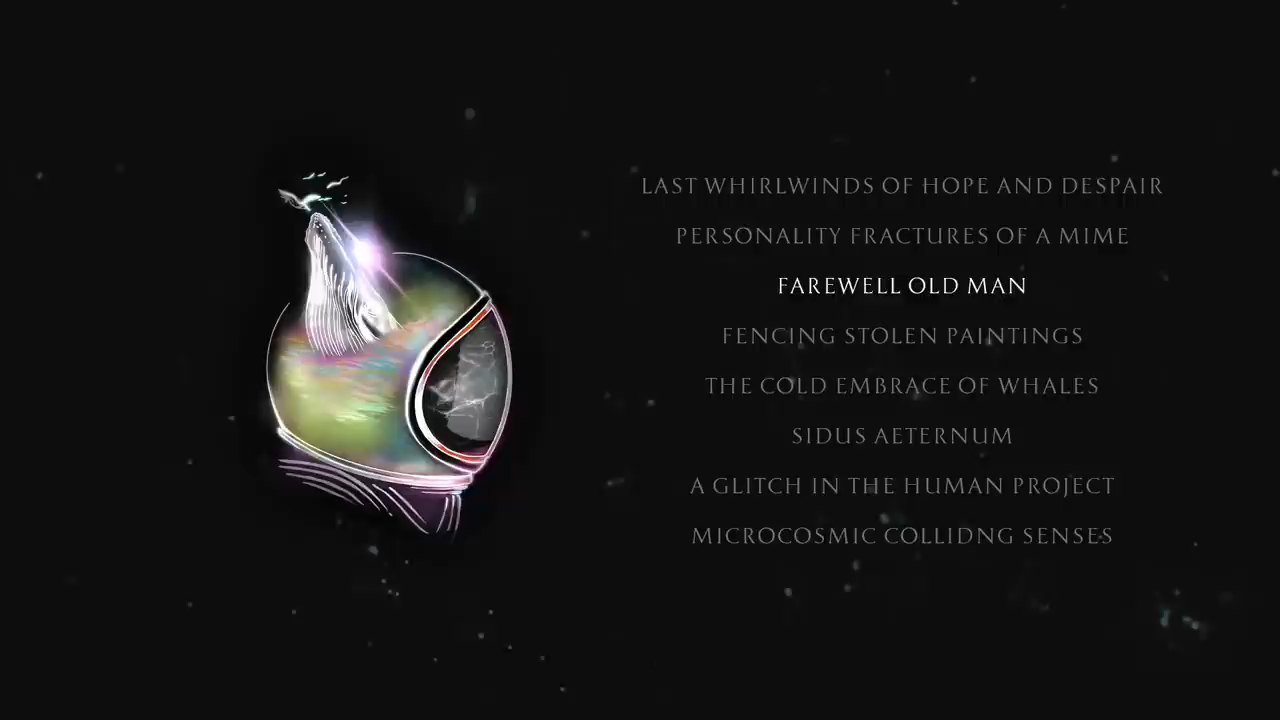 LAST WHIRLWINDS OF HOPE AND DESPAIR
PERSONALITY FRACTURES OF A MIME
FAREWELL OLD MAN
FENCING STOLEN PAINTINGS
THE COLD EMBRACE OF WHALES
SIDUS AETERNUM
A GLITCH IN THE HUMAN PROJECT
MICROCOSMIC COLLIDNG SENSES